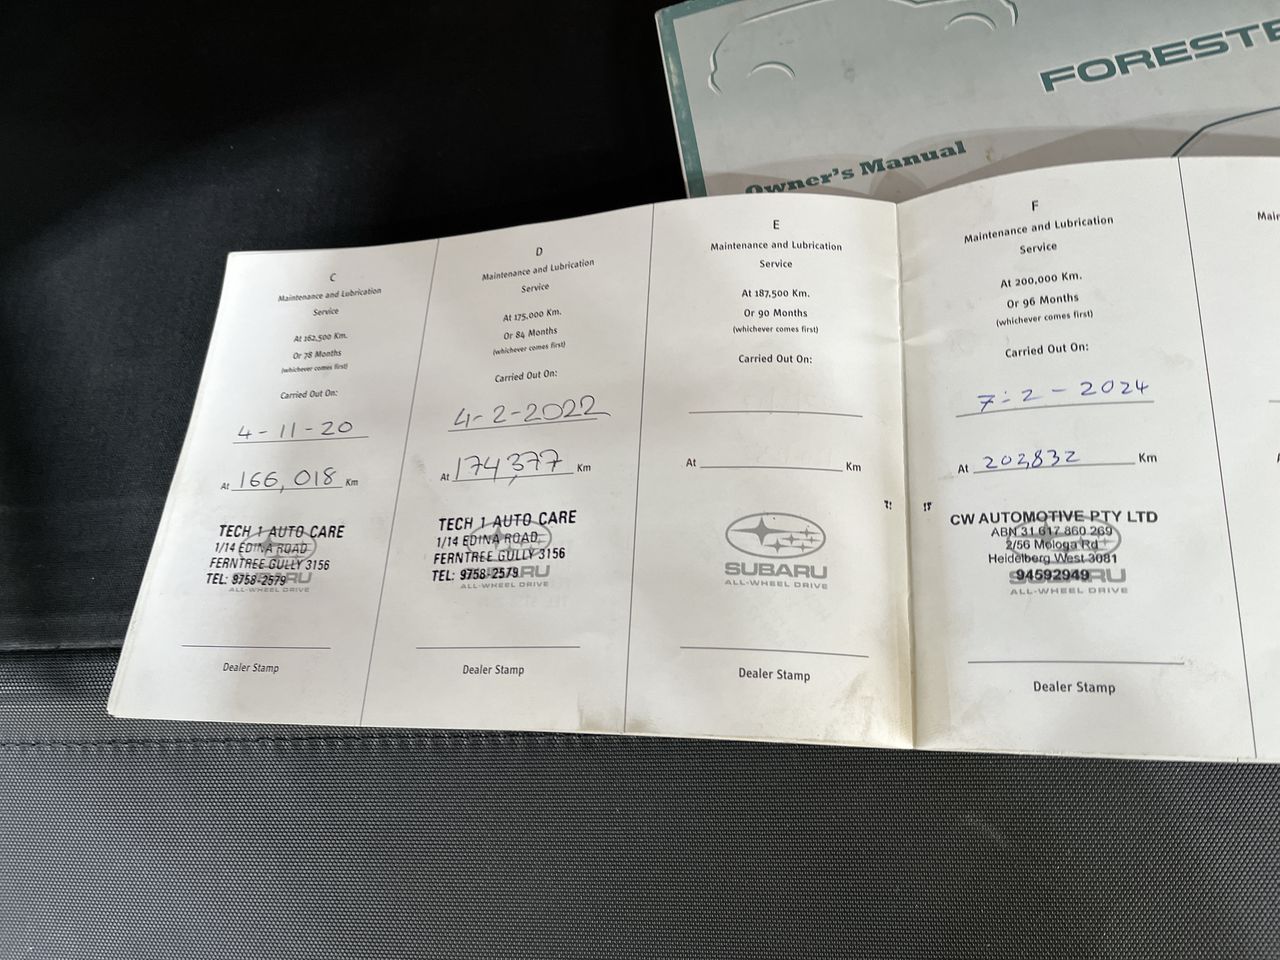 FORESTE
Owner's Manual
C
Maintenance and Lubrication
Service
At 162,500 Km.
Or 78 Months
(whichever comes first)
Carried Out On:
4-11-20
At 166,018 Km
TECH 1 AUTO CARE
1/14 EDINA ROAD
FERNTREE GULLY 3156
TEL: 9758-2579
ALL-WHEEL DRIVE
Dealer Stamp
D
Maintenance and Lubrication
Service
At 175,000 Km.
Or 84 Months
(whichever comes first)
Carried Out On:
4-2-2022
At 174,377 Km
TECH 1 AUTO CARE
1/14 EDINA ROAD,
FERNTREE GULLY 3156
TEL: 9758-2579
ALL-WHEEL DRIVE
Dealer Stamp
E
Maintenance and Lubrication
Service
At 187,500 Km.
Or 90 Months
(whichever comes first)
Carried Out On:
At Km
SUBARU
ALL-WHEEL DRIVE
Dealer Stamp
F
Maintenance and Lubrication
Service
At 200,000 Km.
Or 96 Months
(whichever comes first)
Carried Out On:
7-2-2024
At 202,832 Km
CW AUTOMOTIVE PTY LTD
ABN 31 617 860 269
2/56 Mologa Rd
Heidelberg West 3081
94592949
SUBARU
ALL-WHEEL DRIVE
Dealer Stamp
Mai